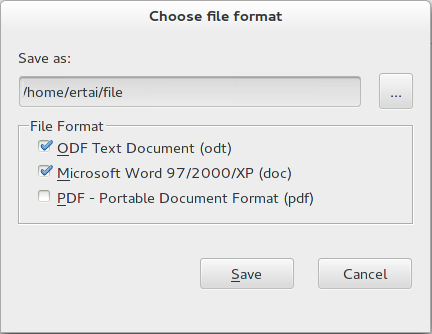 Choose file format
Save as:
/home/ertai/file
...
File Format
ODF Text Document (odt)
Microsoft Word 97/2000/XP (doc)
PDF - Portable Document Format (pdf)
Save
Cancel